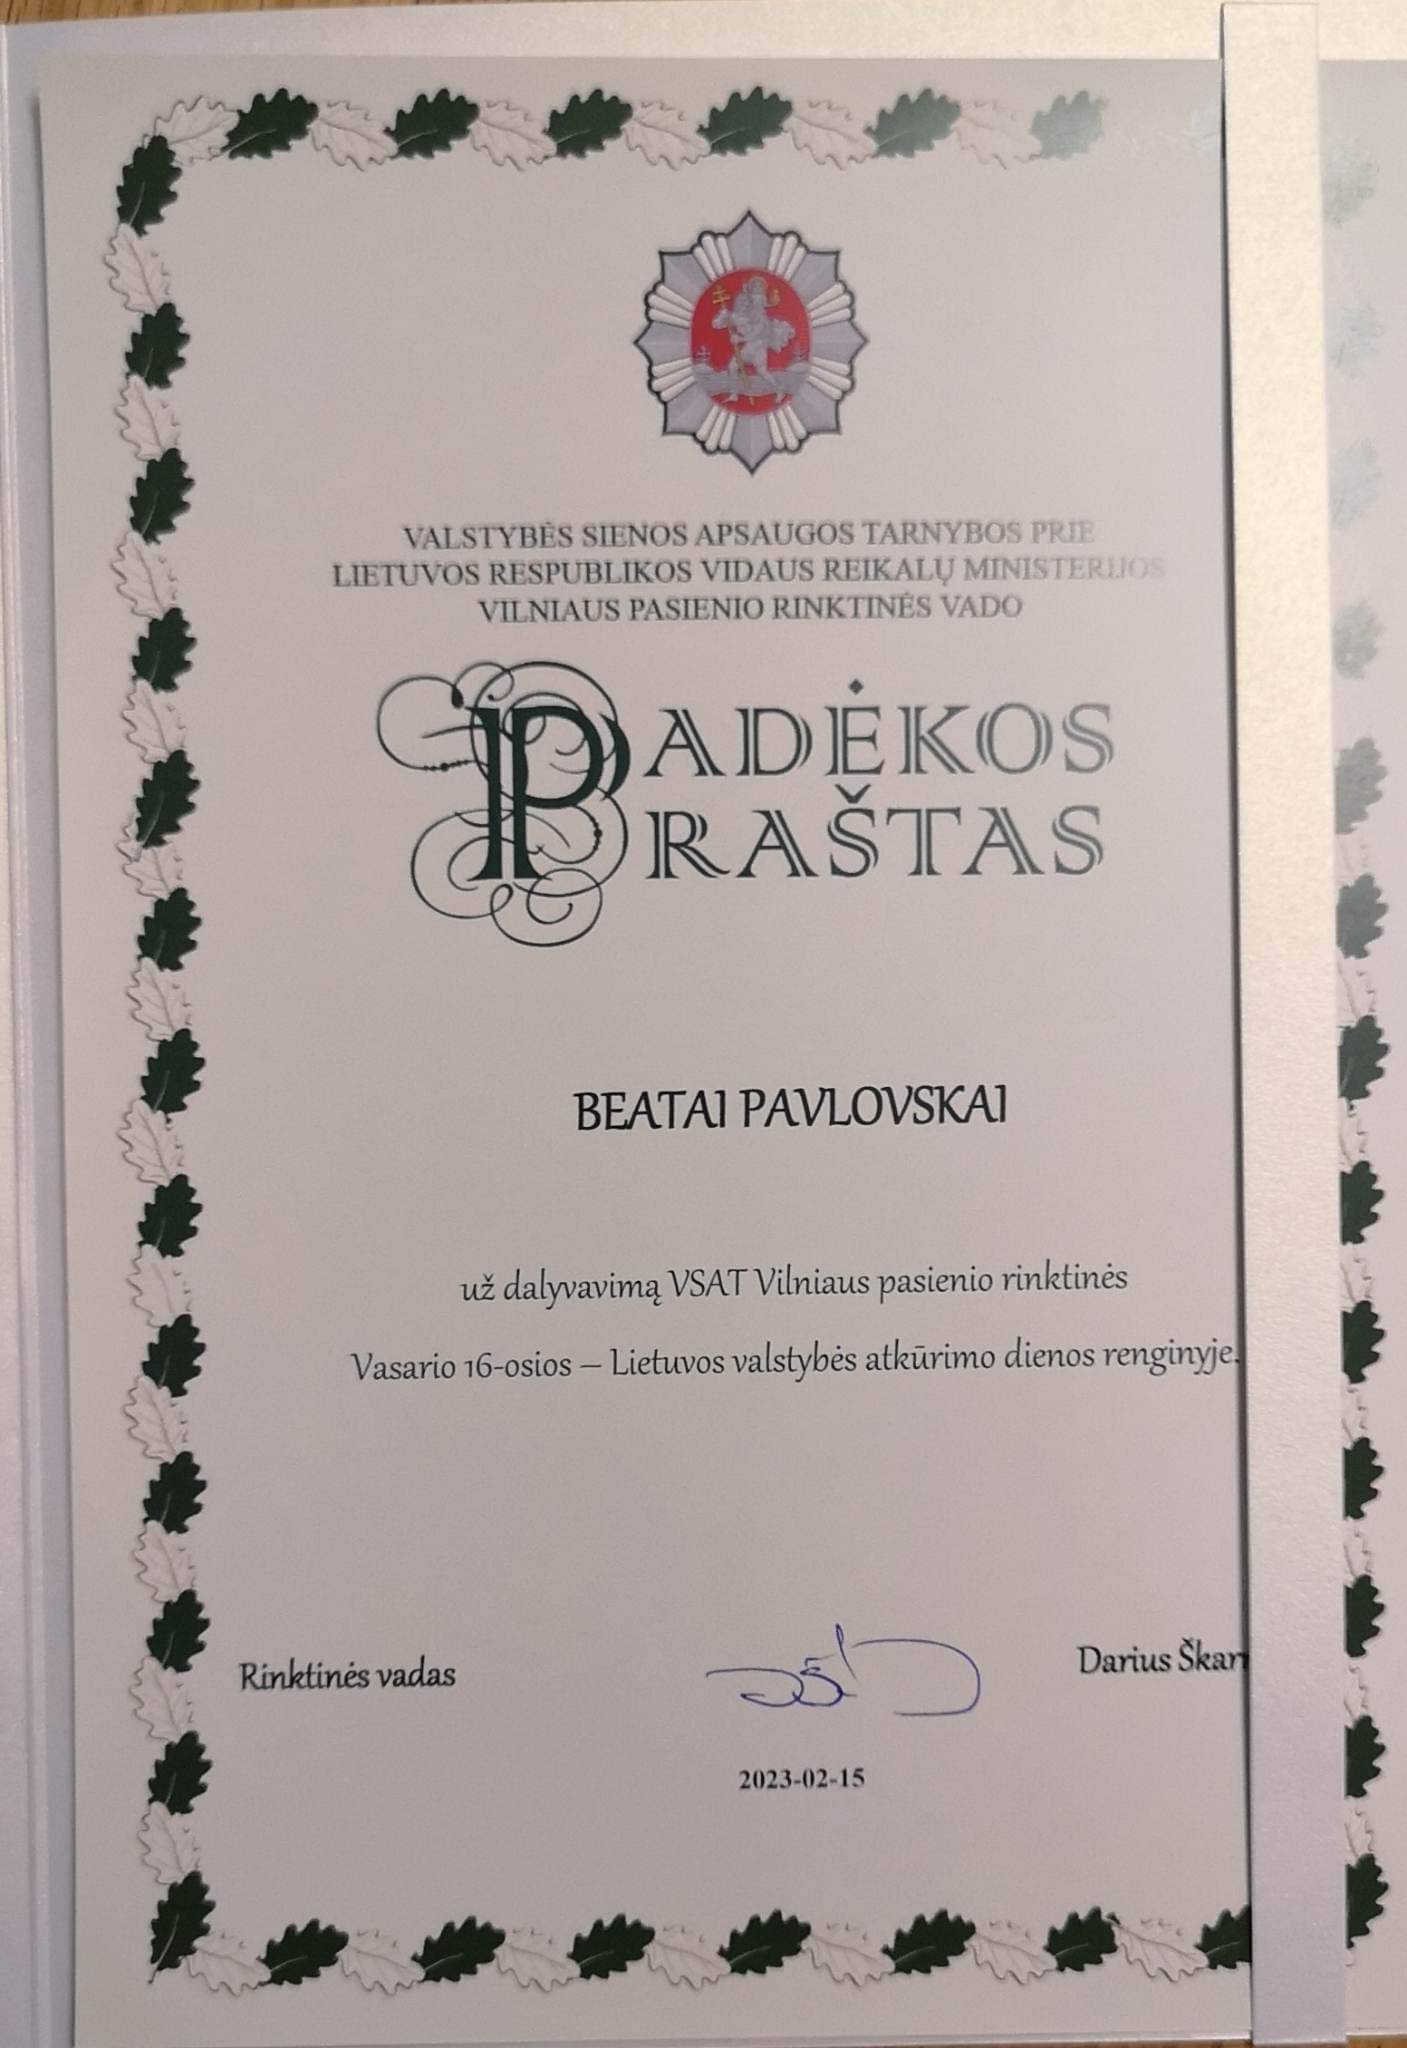 VALSTYBĖS SIENOS APSAUGOS TARNYBOS PRIE
LIETUVOS RESPUBLIKOS VIDAUS REIKALŲ MINISTERIJOS
VILNIAUS PASIENIO RINKTINĖS VADO
PADĖKOS
RAŠTAS
BEATAI PAVLOVSKAI
už dalyvavimą VSAT Vilniaus pasienio rinktinės
Vasario 16-osios – Lietuvos valstybės atkūrimo dienos renginyje.
Rinktinės vadas
Darius
2023-02-15